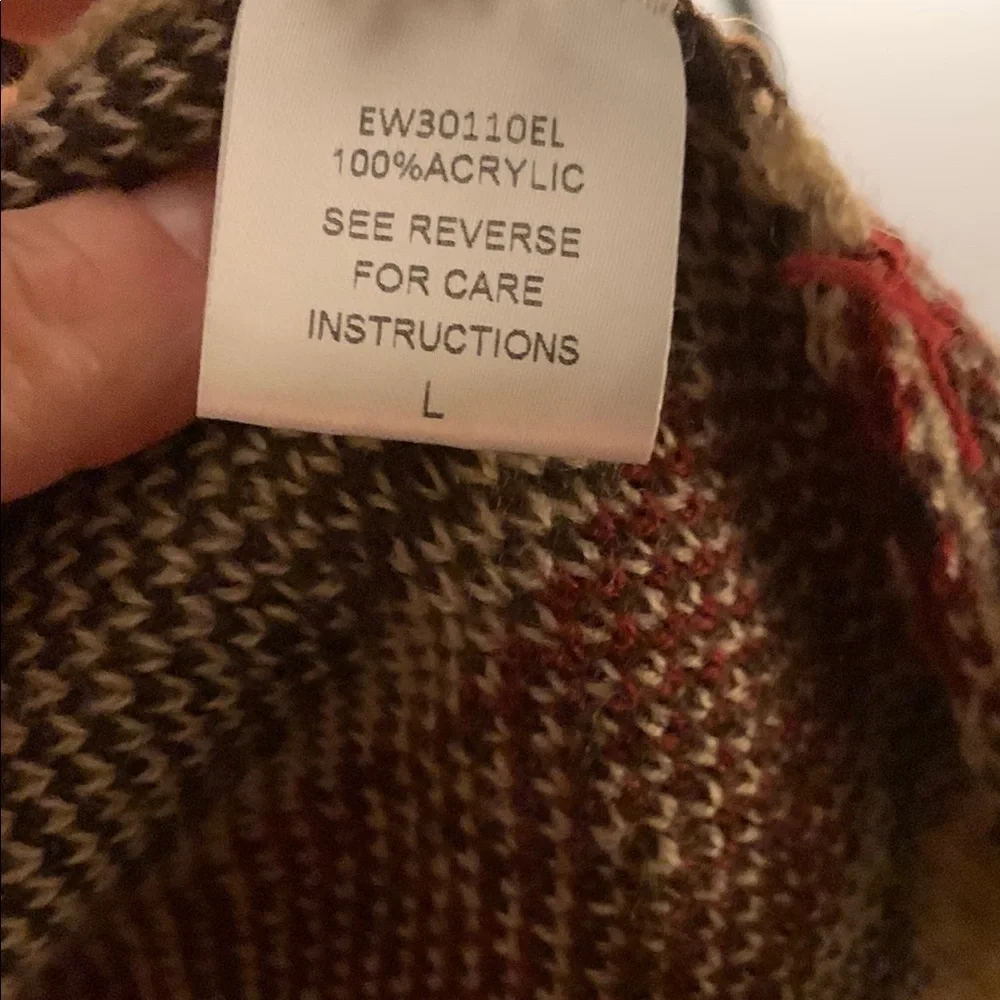 EW30110EL
100%ACRYLIC
SEE REVERSE
FOR CARE
INSTRUCTIONS
L